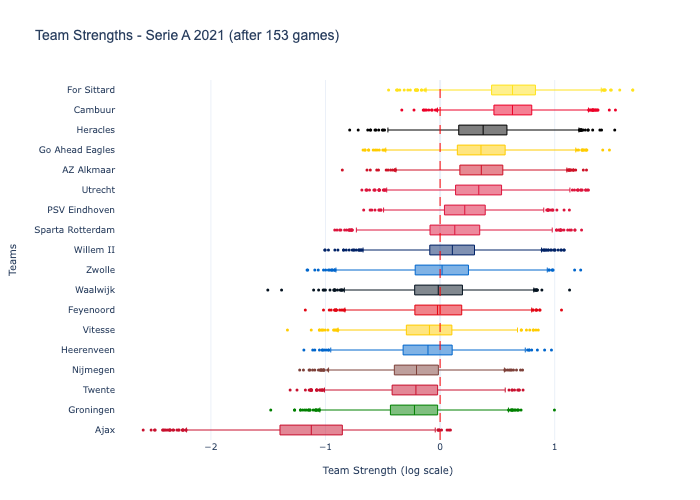 Team Strengths - Serie A 2021 (after 153 games)
For Sittard
Cambuur
Heracles
Go Ahead Eagles
AZ Alkmaar
Utrecht
PSV Eindhoven
Sparta Rotterdam
Willem II
Zwolle
Waalwijk
Feyenoord
Vitesse
Heerenveen
Nijmegen
Twente
Groningen
Ajax
Teams
−2 −1 0 1
Team Strength (log scale)